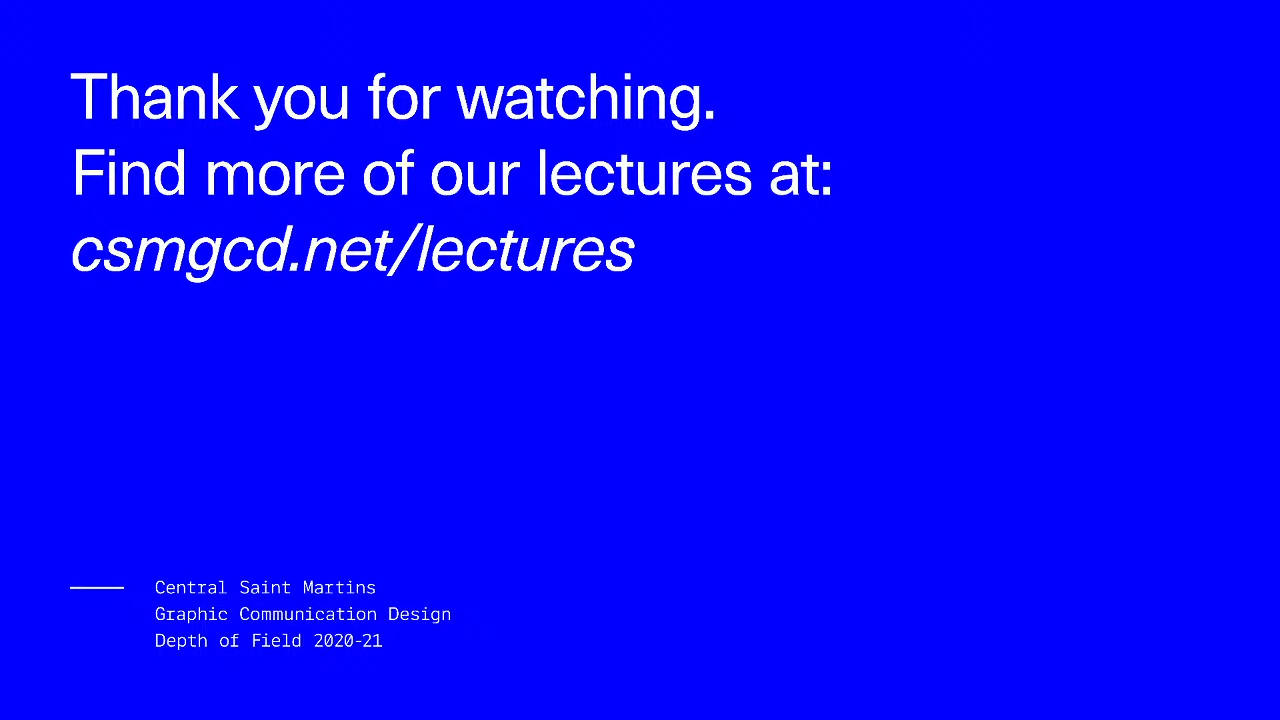 Thank you for watching.
Find more of our lectures at:
csmgcd.net/lectures
Central Saint Martins
Graphic Communication Design
Depth of Field 2020-21